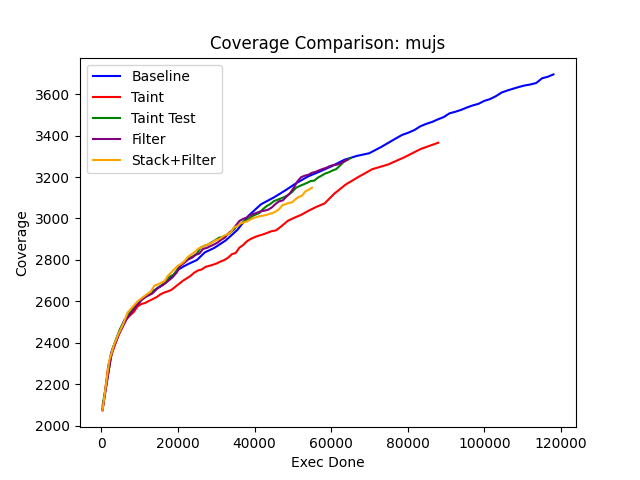 Coverage Comparison: mujs
Baseline
Taint
Taint Test
Filter
Stack+Filter
3600
3400
3200
3000
2800
2600
2400
2200
2000
Coverage
0 20000 40000 60000 80000 100000 120000
Exec Done